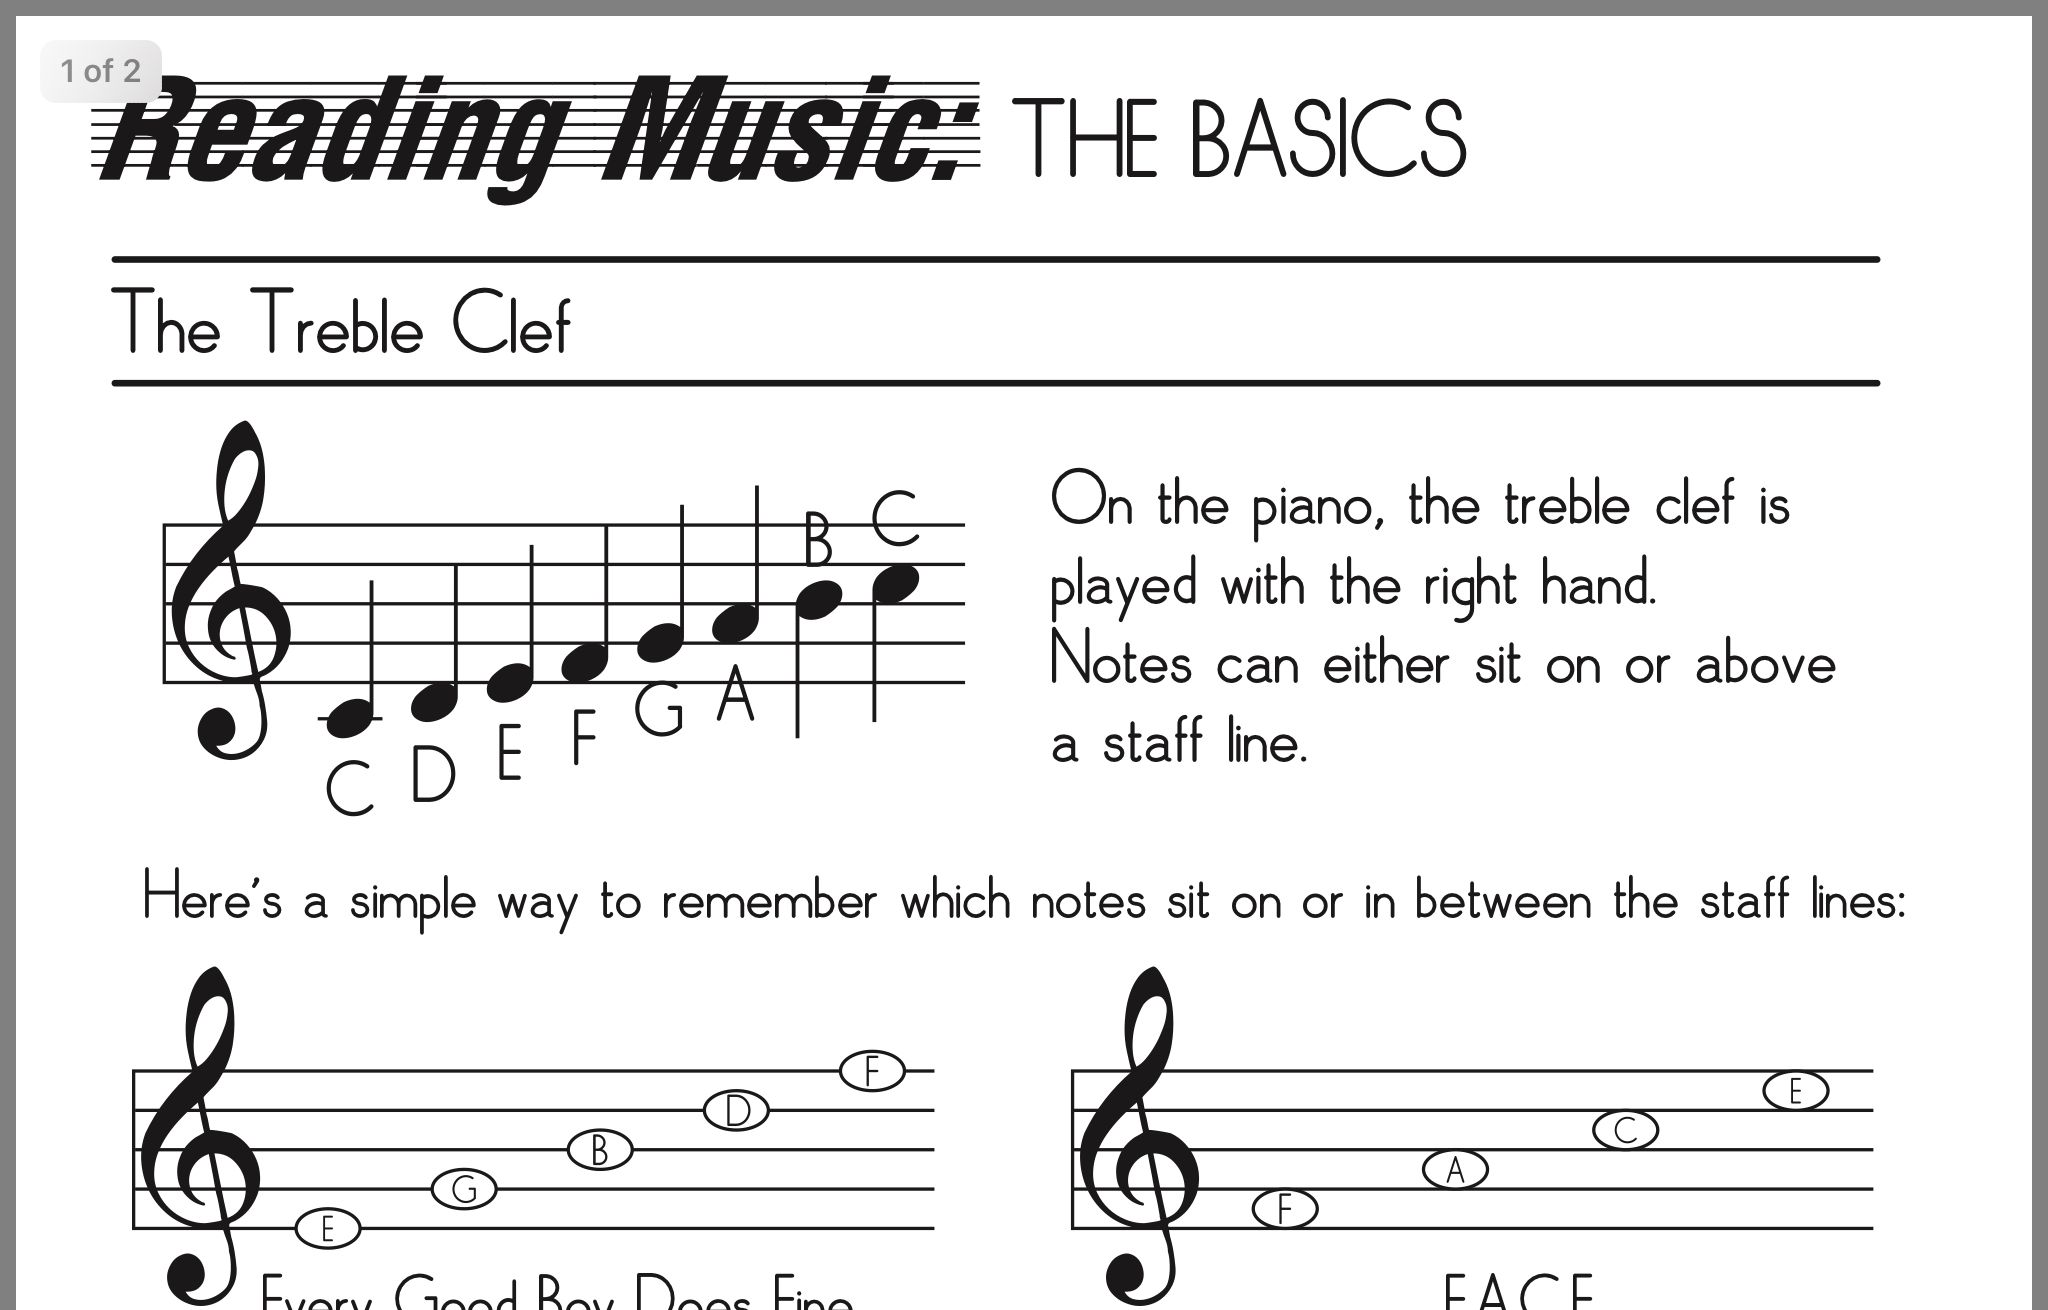 1 of 2
Reading Music: THE BASICS
The Treble Clef
C D E F G A B C
On the piano, the treble clef is
played with the right hand.
Notes can either sit on or above
a staff line.
Here's a simple way to remember which notes sit on or in between the staff lines:
E G B D F
F A C E
Every Good Boy Does Fine
F A C E